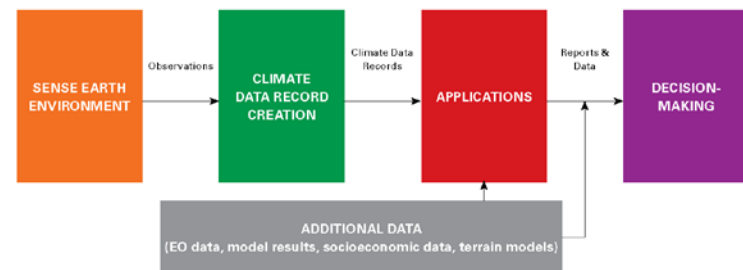 SENSE EARTH
ENVIRONMENT
Observations
CLIMATE
DATA RECORD
CREATION
Climate Data
Records
APPLICATIONS
Reports &
Data
DECISION-
MAKING
ADDITIONAL DATA
(EO data, model results, socioeconomic data, terrain models)